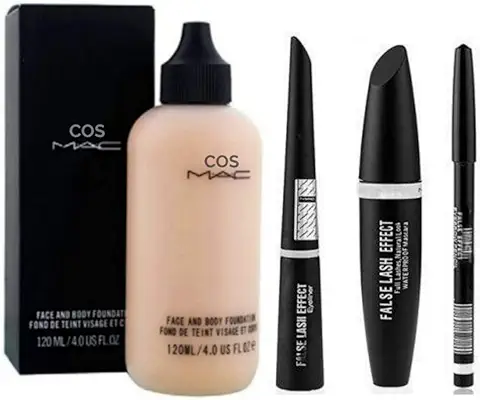 COS
MAC
FACE AND BODY FOUNDATION
FOND DE TEINT VISAGE ET C
120ML/4.0 US FL.OZ
COS
MAC
FACE AND BODY FOUNDATION
FOND DE TEINT VISAGE ET CORPS
120ML/4.0 US FL.OZ℮
FALSE LASH EFFECT
Eyeliner
FALSE LASH EFFECT
Full Lashes,Natural Look
WATERPROOF Mascara